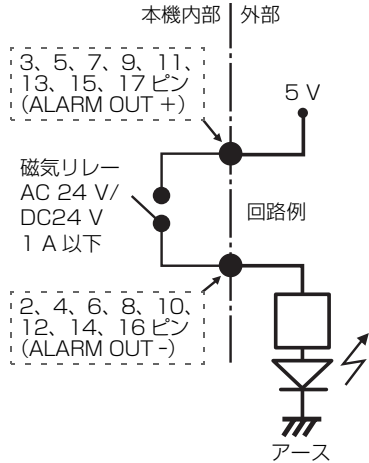 本機内部 外部
3、5、7、9、11、
13、15、17 ピン
(ALARM OUT +)
5 V
磁気リレー
AC 24 V/
DC24 V
1 A 以下
回路例
2、4、6、8、10、
12、14、16 ピン
(ALARM OUT -)
アース